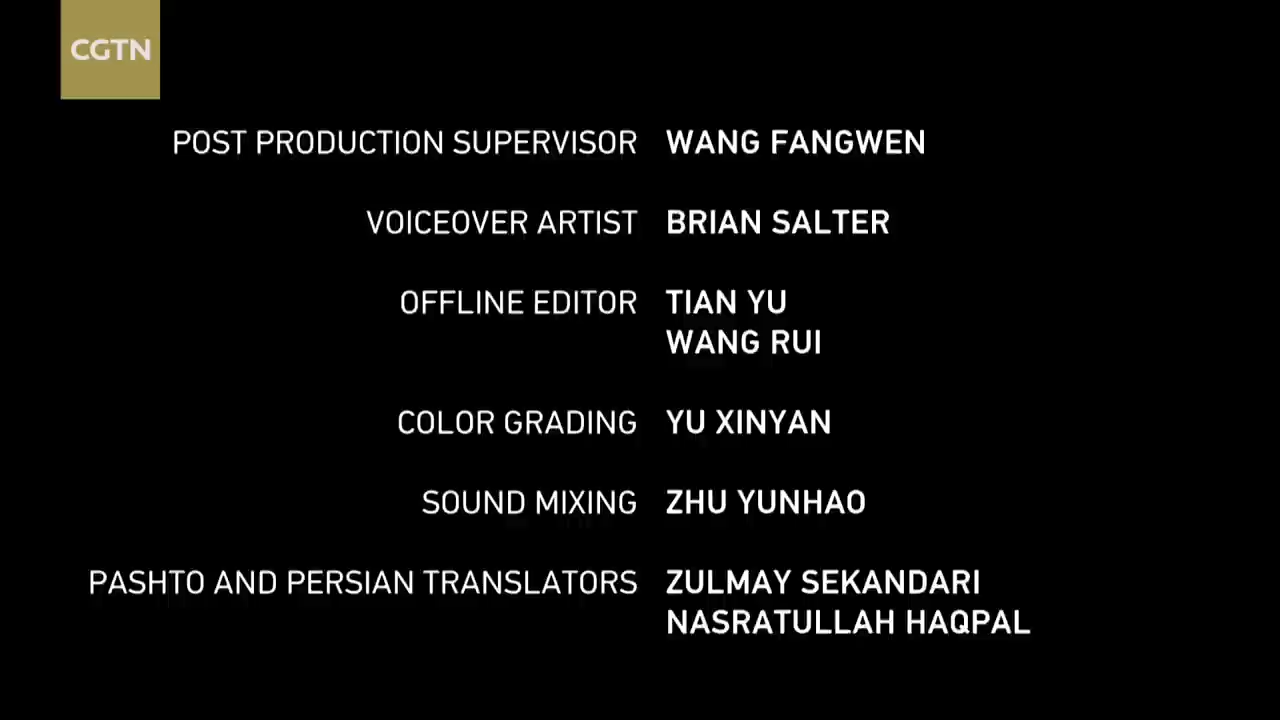 CGTN
POST PRODUCTION SUPERVISOR WANG FANGWEN
VOICEOVER ARTIST BRIAN SALTER
OFFLINE EDITOR TIAN YU
WANG RUI
COLOR GRADING YU XINYAN
SOUND MIXING ZHU YUNHAO
PASHTO AND PERSIAN TRANSLATORS ZULMAY SEKANDARI
NASRATULLAH HAQPAL